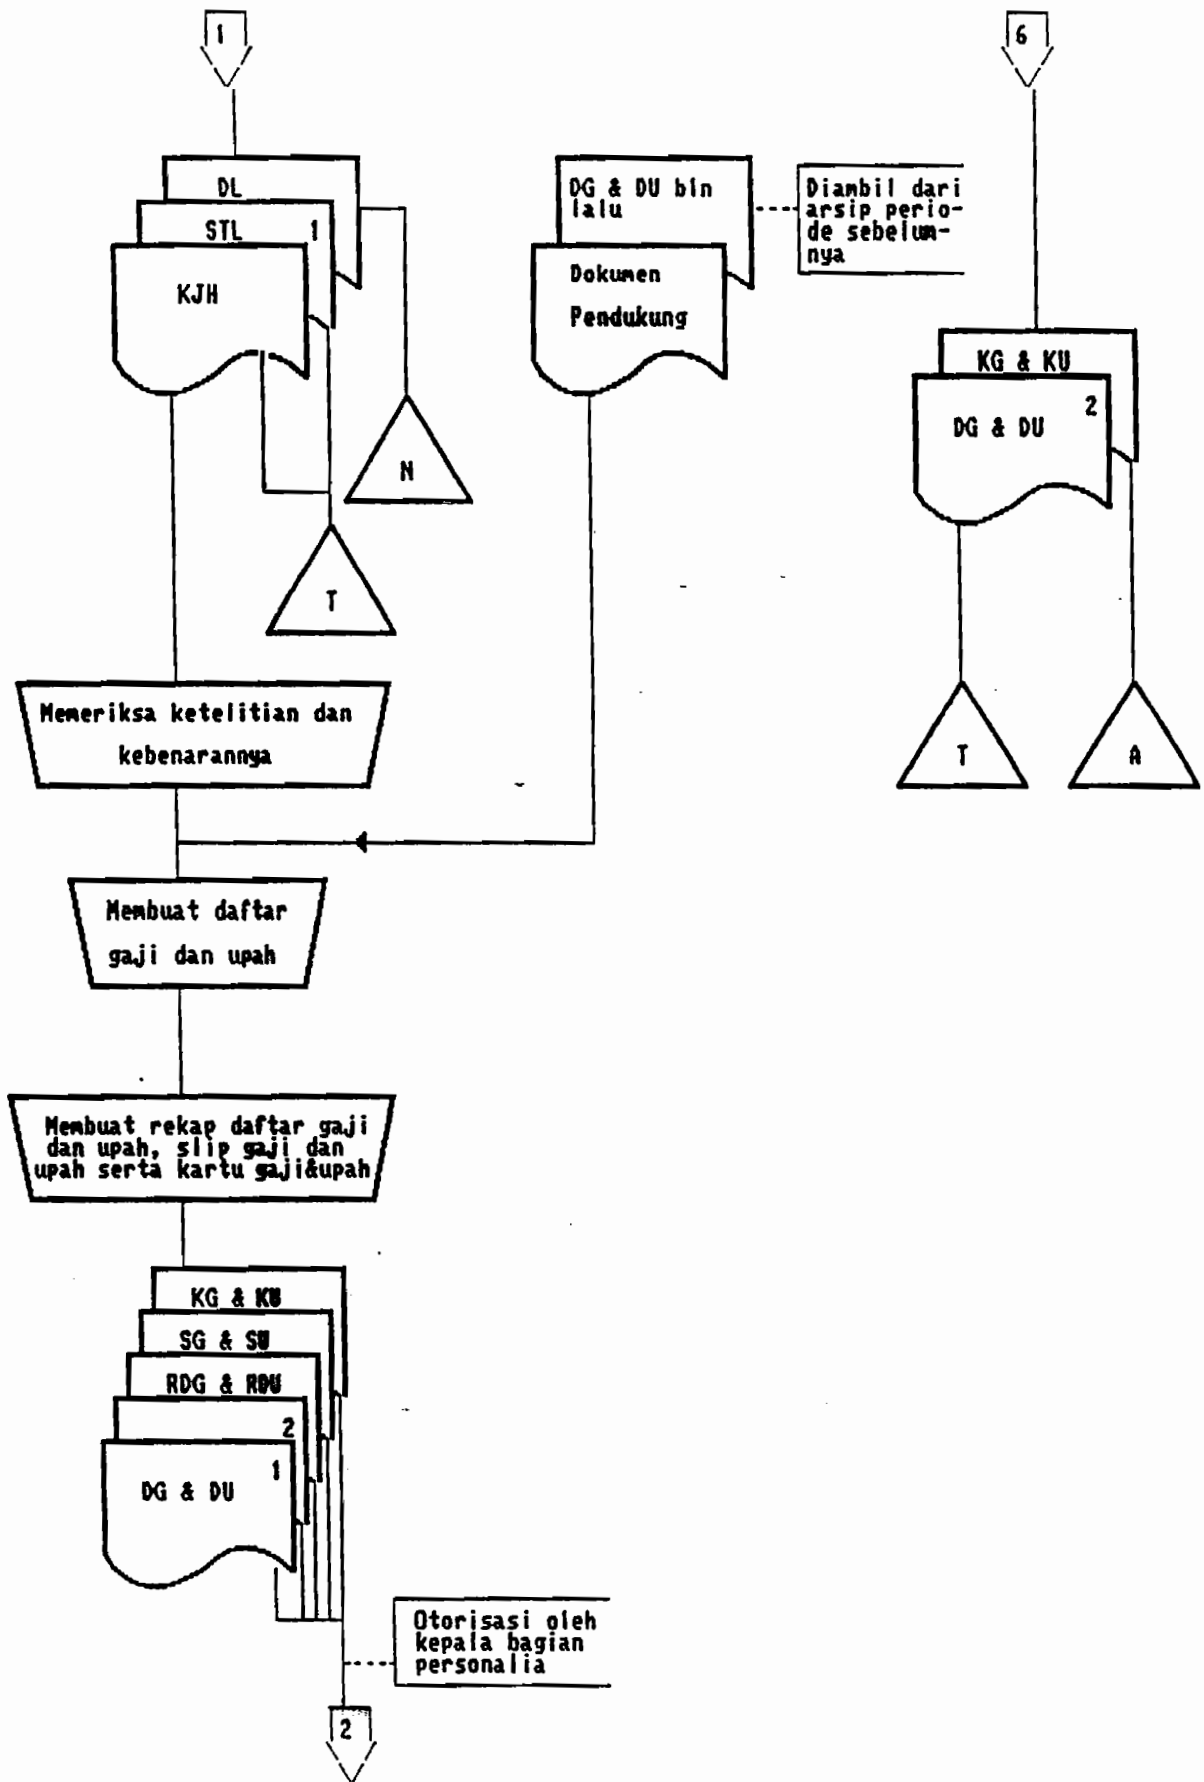 1
6
DL
STL 1
KJH
N
T
DG & DU bln
lalu
Dokumen
Pendukung
Diambil dari
arsip perio-
de sebelum-
nya
KG & KU
2
DG & DU
T
A
Memeriksa ketelitian dan
kebenarannya
Membuat daftar
gaji dan upah
Membuat rekap daftar gaji
dan upah, slip gaji dan
upah serta kartu gaji&upah
KG & KU
SG & SU
RDG & RDU
2
1
DG & DU
Otorisasi oleh
kepala bagian
personalia
2